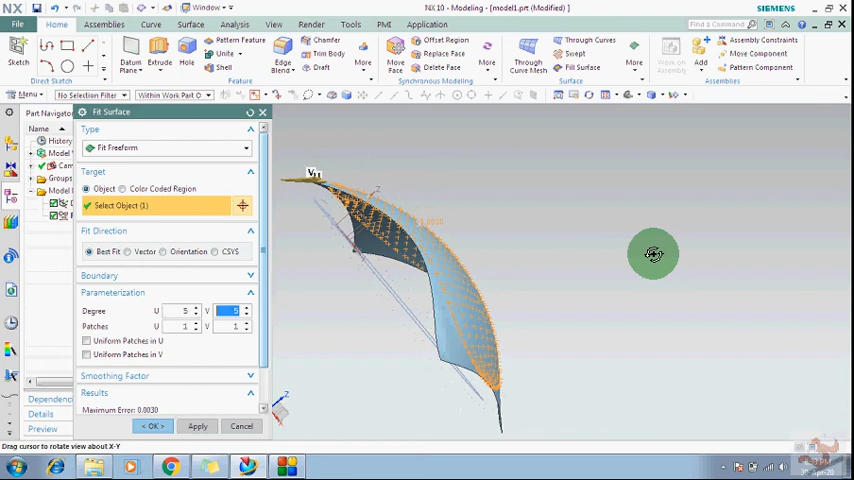 NX Window NX 10 - Modeling - [model1.prt (Modified) ] SIEMENS
File Home Assemblies Curve Surface Analysis View Render Tools PMI Application Find a Command
Sketch Datum Plane Extrude Hole Pattern Feature Unite Shell Edge Blend Chamfer Trim Body Draft More Move Face Offset Region Replace Face Delete Face More Through Curve Mesh Through Curves Swept Fill Surface More Add Assembly Constraints Move Component Pattern Component
Direct Sketch Feature Synchronous Modeling Surface Assemblies
Menu No Selection Filter Within Work Part O
Part Navigator
Name
History
Model V
Cam
Groups
Model
Details
Preview
Fit Surface
Type
Fit Freeform
Target
Object Color Coded Region
Select Object (1)
Fit Direction
Best Fit Vector Orientation CSYS
Boundary
Parameterization
Degree U 5 V 5
Patches U 1 V 1
Uniform Patches in U
Uniform Patches in V
Smoothing Factor
Results
Maximum Error: 0.0030
< OK > Apply Cancel
Z
Z
Drag cursor to rotate view about X-Y